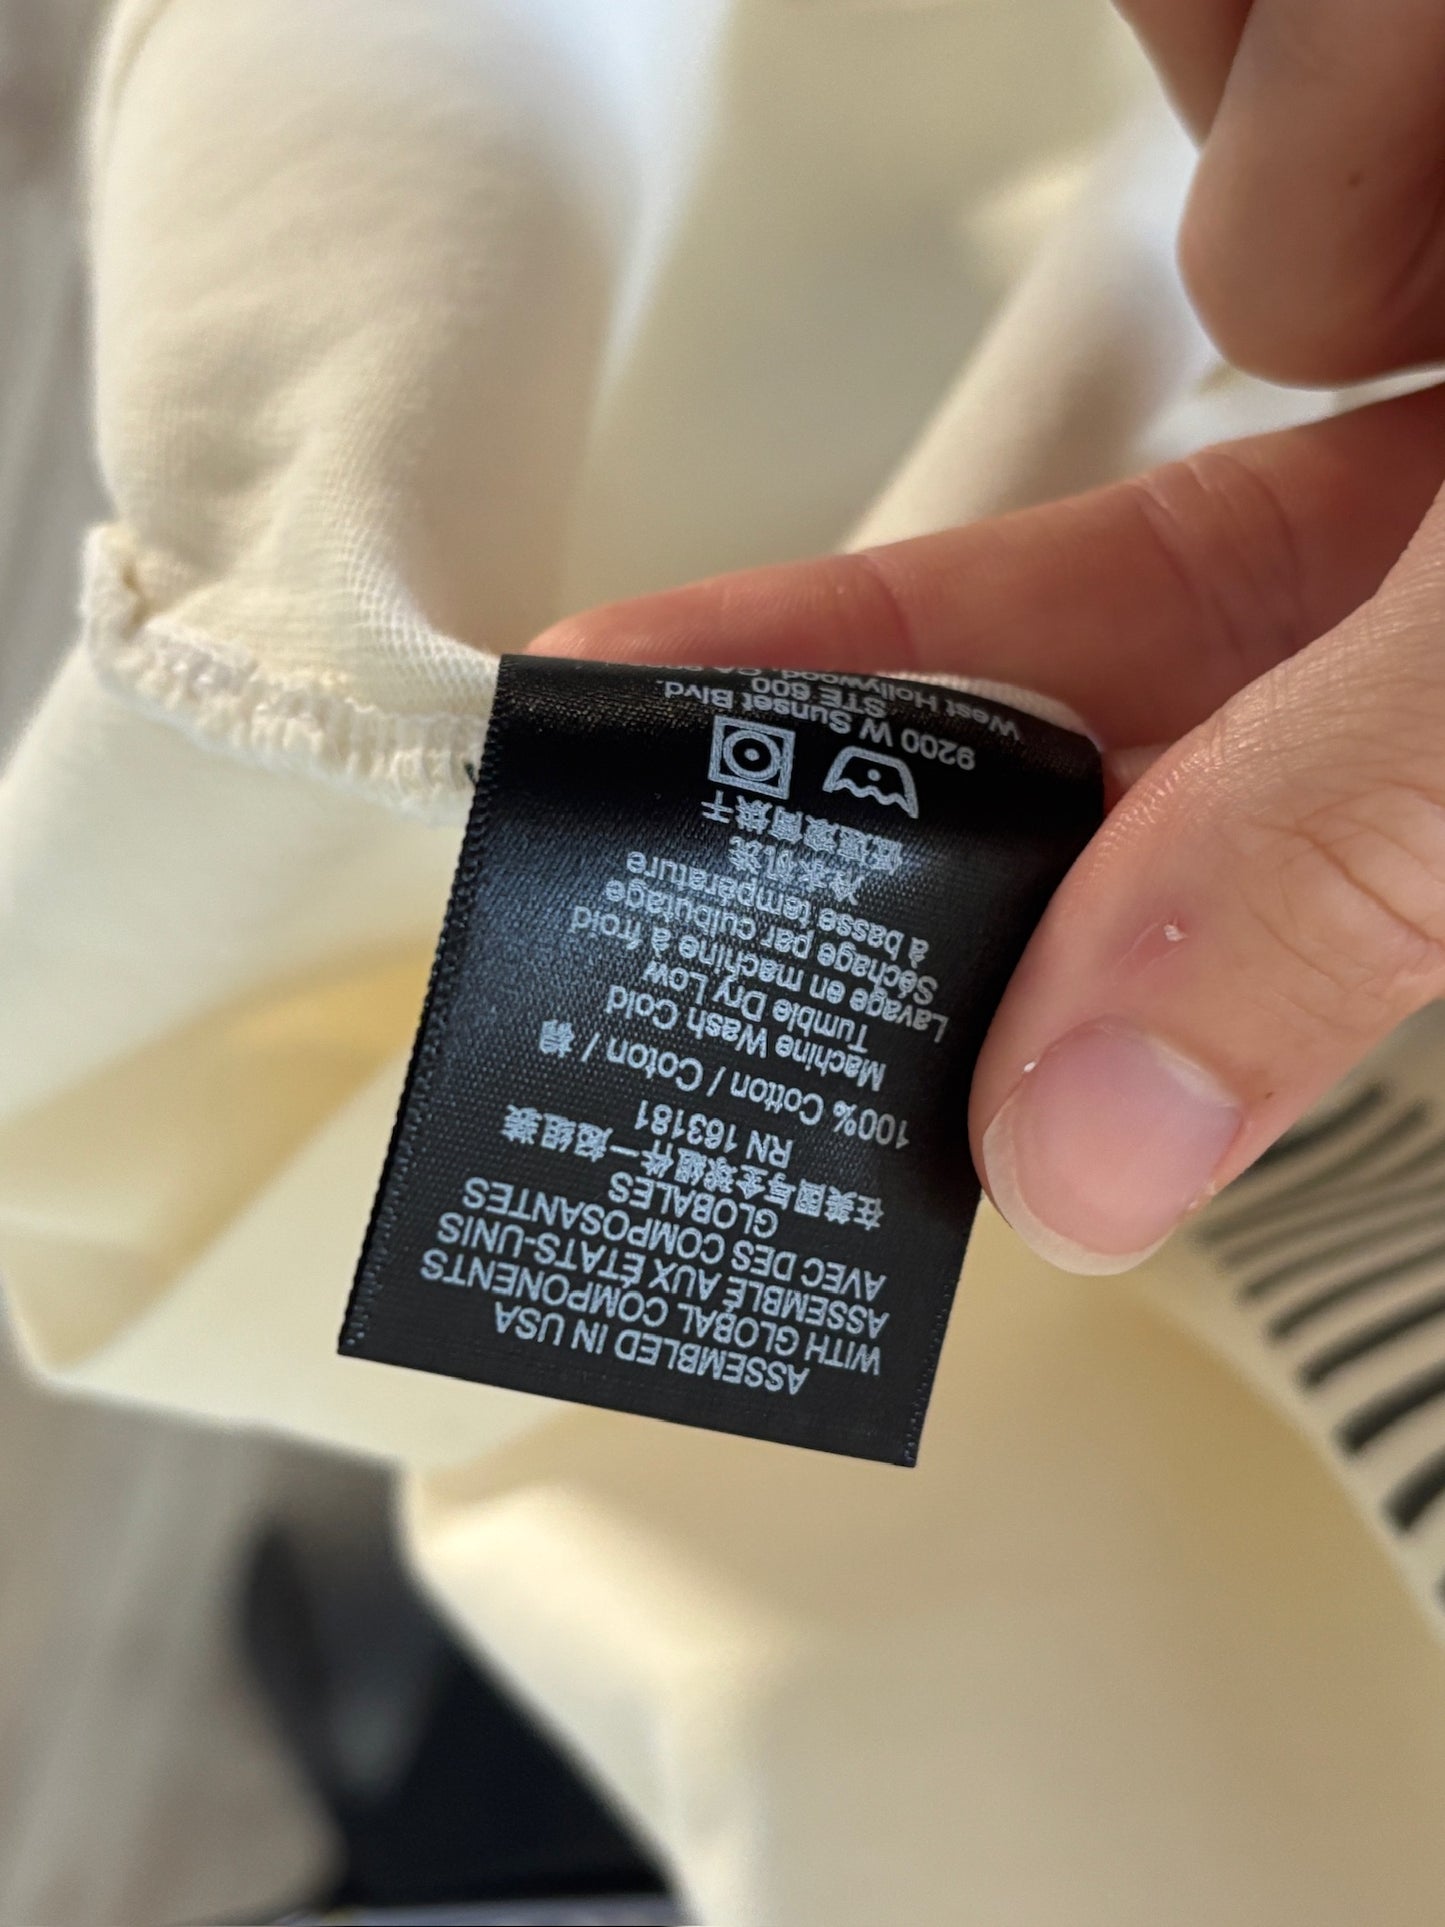 ASSEMBLED IN USA
WITH GLOBAL COMPONENTS
ASSEMBLÉ AUX ÉTATS-UNIS
AVEC DES COMPOSANTES
GLOBALES
在美國与全球組件一起組装
RN 163181
100% Cotton / Coton / 棉
Machine Wash Cold
Tumble Dry Low
Lavage en machine à froid
Séchage par culbutage
à basse température
冷水机洗
低温滚筒烘干
9200 W Sunset Blvd.
STE 600
West Hollywood, CA